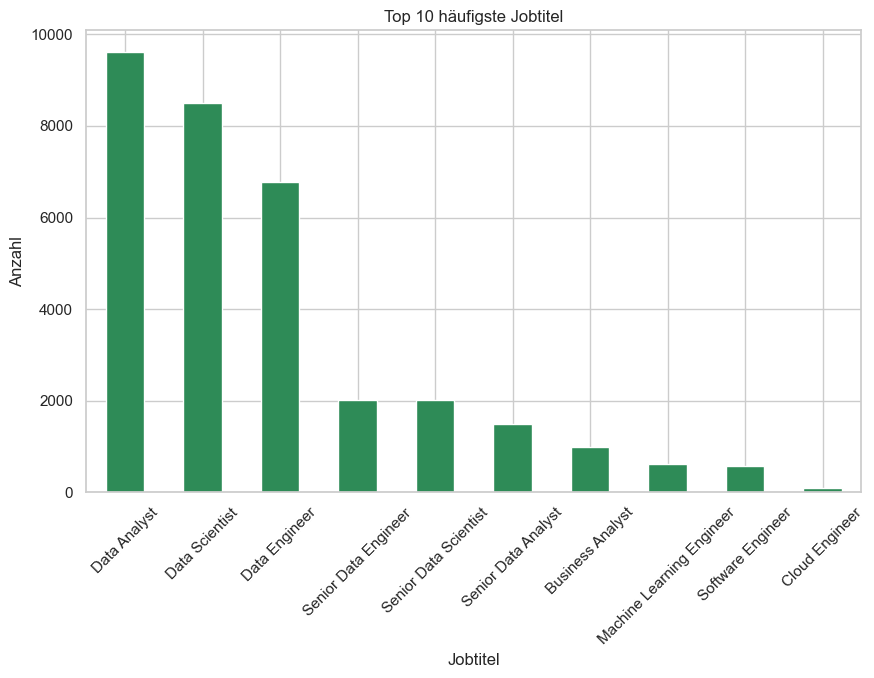 Top 10 häufigste Jobtitel
10000
8000
6000
4000
2000
0
Anzahl
Data Analyst
Data Scientist
Data Engineer
Senior Data Engineer
Senior Data Scientist
Senior Data Analyst
Business Analyst
Machine Learning Engineer
Software Engineer
Cloud Engineer
Jobtitel